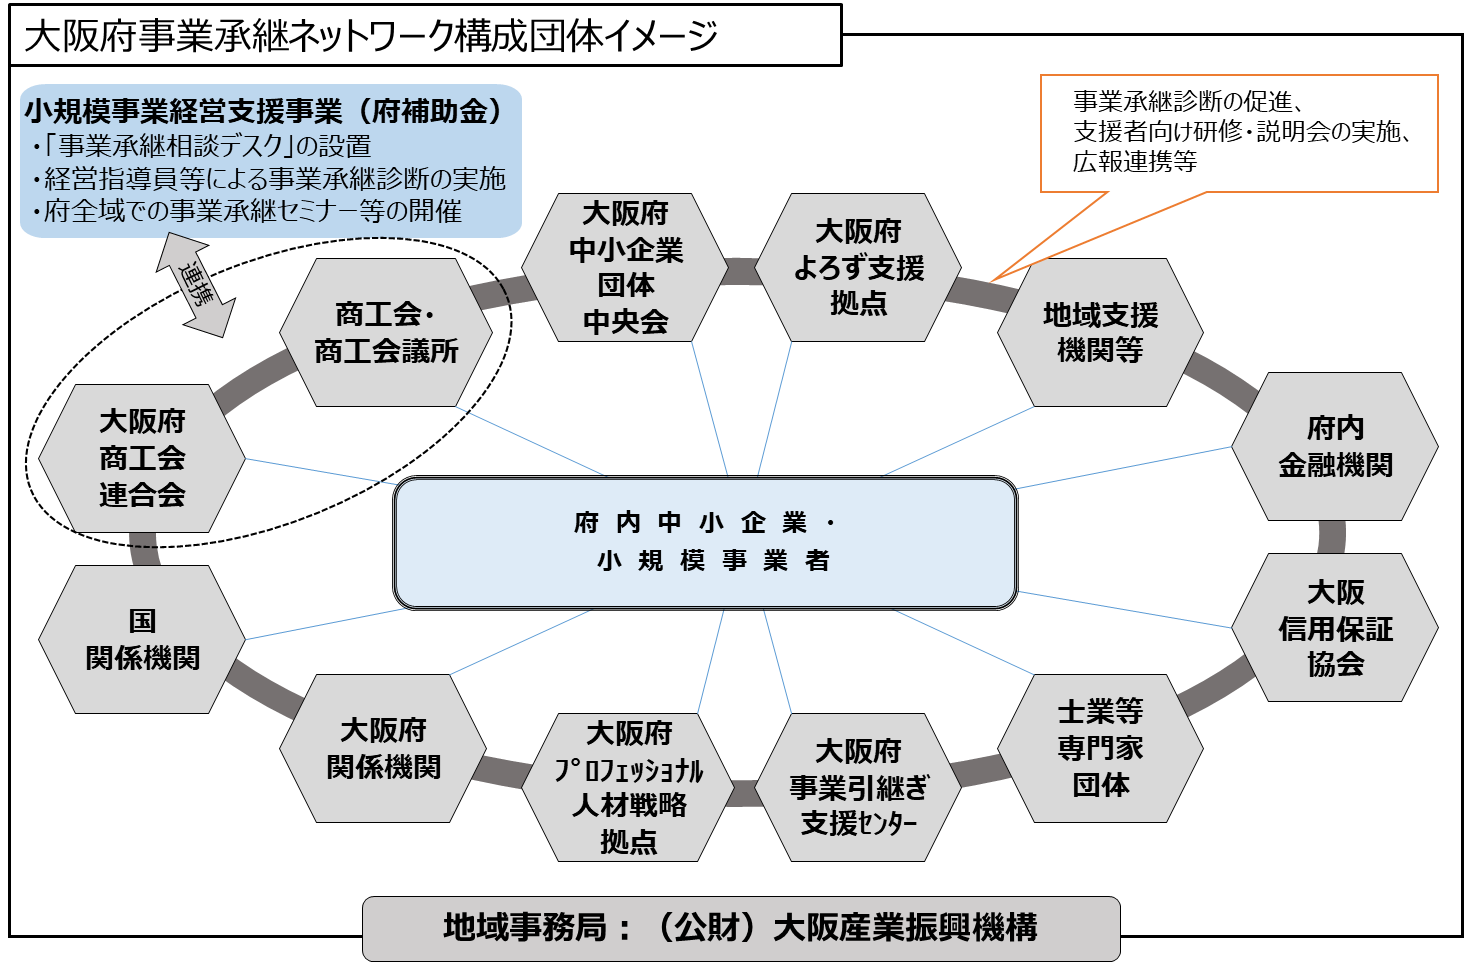 大阪府事業承継ネットワーク構成団体イメージ
小規模事業経営支援事業（府補助金）
・「事業承継相談デスク」の設置
・経営指導員等による事業承継診断の実施
・府全域での事業承継セミナー等の開催
連携
事業承継診断の促進、
支援者向け研修・説明会の実施、
広報連携等
大阪府
中小企業
団体
中央会
大阪府
よろず支援
拠点
商工会・
商工会議所
地域支援
機関等
大阪府
商工会
連合会
府内
金融機関
府内中小企業・
小規模事業者
国
関係機関
大阪
信用保証
協会
大阪府
関係機関
大阪府
ﾌﾟﾛﾌｪｯｼｮﾅﾙ
人材戦略
拠点
大阪府
事業引継ぎ
支援ｾﾝﾀｰ
士業等
専門家
団体
地域事務局：（公財）大阪産業振興機構